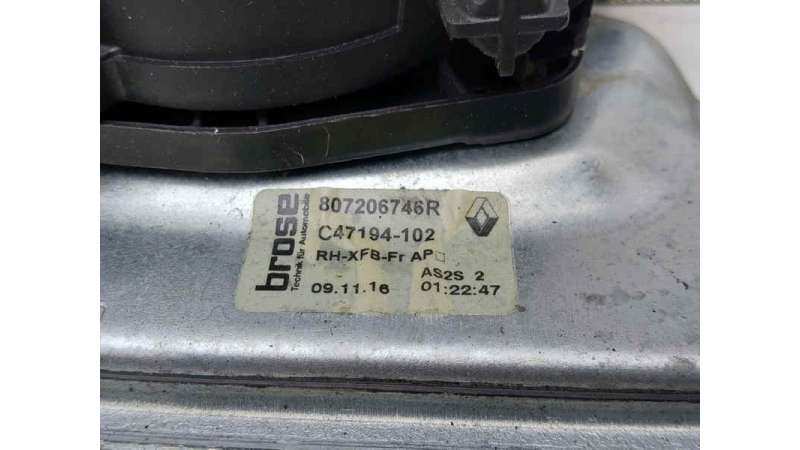 brose
Technik für Automobile
807206746R
C47194-102
RH-XFB-Fr AP
AS2S 2
09.11.16 01:22:47